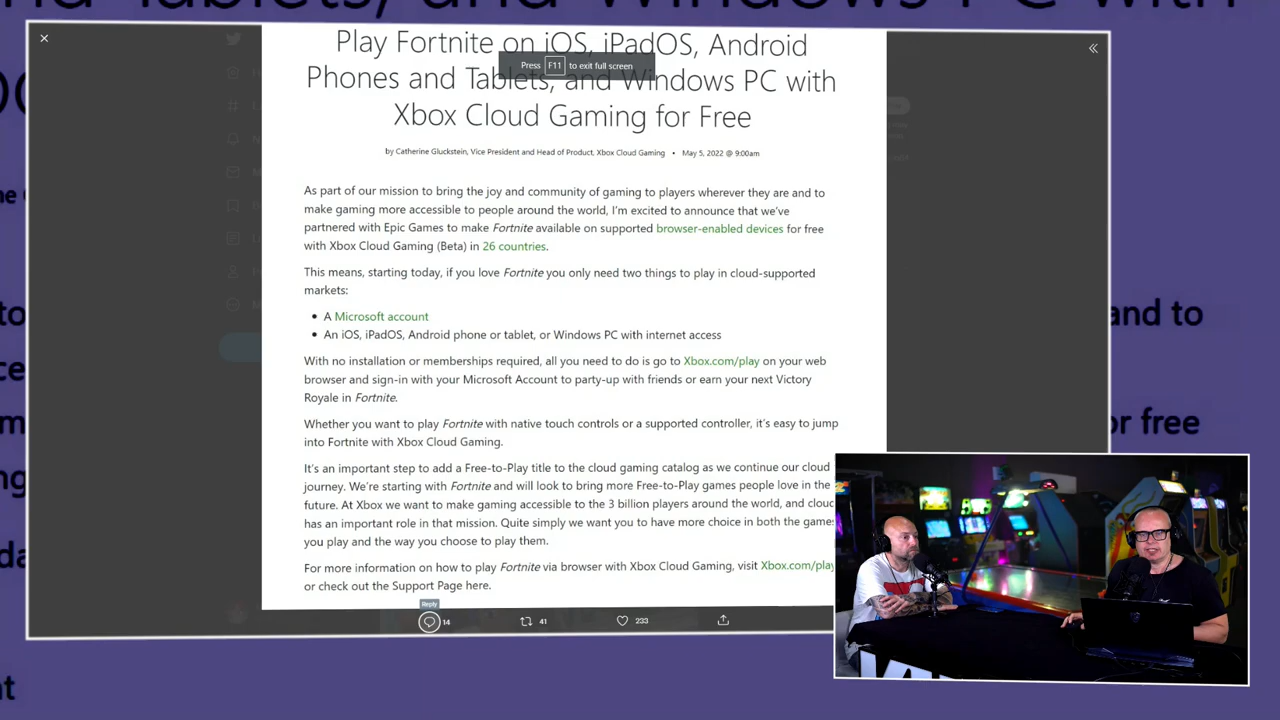 Tablets, and Windows PC with
Play Fortnite on iOS, iPadOS, Android
Press F11 to exit full screen
Phones and Tablets, and Windows PC with
Xbox Cloud Gaming for Free
by Catherine Gluckstein, Vice President and Head of Product, Xbox Cloud Gaming • May 5, 2022 @ 9:00am
As part of our mission to bring the joy and community of gaming to players wherever they are and to
make gaming more accessible to people around the world, I'm excited to announce that we've
partnered with Epic Games to make Fortnite available on supported browser-enabled devices for free
with Xbox Cloud Gaming (Beta) in 26 countries.
This means, starting today, if you love Fortnite you only need two things to play in cloud-supported
markets:
• A Microsoft account
• An iOS, iPadOS, Android phone or tablet, or Windows PC with internet access
and to
With no installation or memberships required, all you need to do is go to Xbox.com/play on your web
browser and sign-in with your Microsoft Account to party-up with friends or earn your next Victory
Royale in Fortnite.
or free
Whether you want to play Fortnite with native touch controls or a supported controller, it's easy to jump
into Fortnite with Xbox Cloud Gaming.
It's an important step to add a Free-to-Play title to the cloud gaming catalog as we continue our cloud
journey. We're starting with Fortnite and will look to bring more Free-to-Play games people love in the
future. At Xbox we want to make gaming accessible to the 3 billion players around the world, and cloud
has an important role in that mission. Quite simply we want you to have more choice in both the games
you play and the way you choose to play them.
For more information on how to play Fortnite via browser with Xbox Cloud Gaming, visit Xbox.com/play
or check out the Support Page here.
Reply
14 41 233